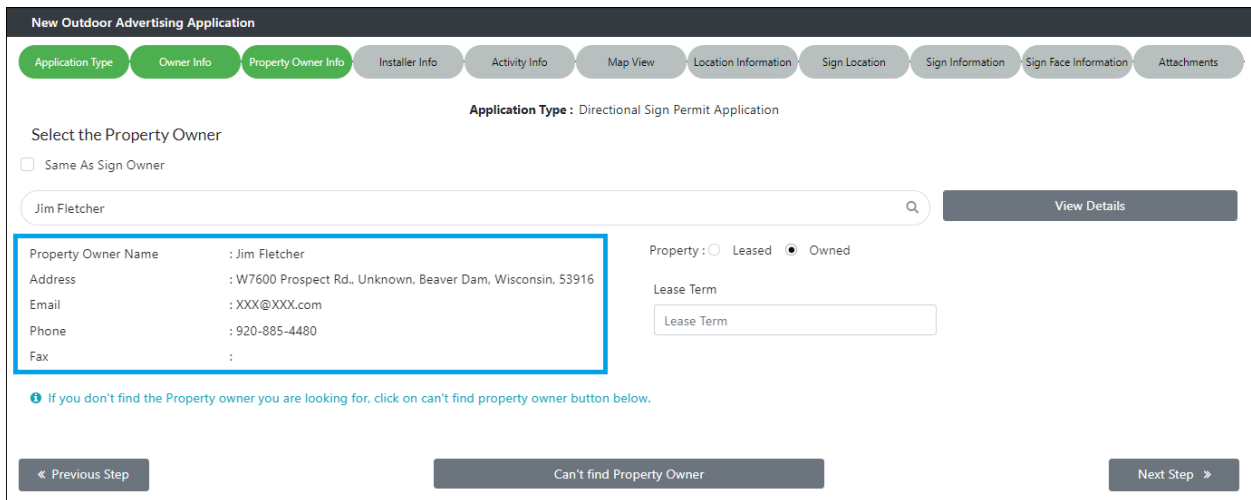 New Outdoor Advertising Application
Application Type Owner Info Property Owner Info Installer Info Activity Info Map View Location Information Sign Location Sign Information Sign Face Information Attachments
Application Type : Directional Sign Permit Application
Select the Property Owner
Same As Sign Owner
Jim Fletcher
View Details
Property Owner Name : Jim Fletcher
Address : W7600 Prospect Rd., Unknown, Beaver Dam, Wisconsin, 53916
Email : XXX@XXX.com
Phone : 920-885-4480
Fax :
Property : Leased Owned
Lease Term
Lease Term
If you don't find the Property owner you are looking for, click on can't find property owner button below.
« Previous Step Can't find Property Owner Next Step »